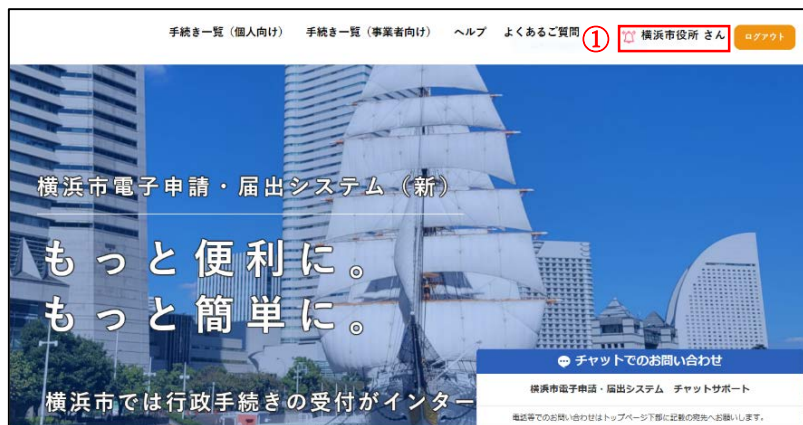 手続き一覧（個人向け） 手続き一覧（事業者向け） ヘルプ よくあるご質問 ① 横浜市役所 さん ログアウト
横浜市電子申請・届出システム（新）
もっと便利に。
もっと簡単に。
横浜市では行政手続きの受付がインター
チャットでのお問い合わせ
横浜市電子申請・届出システム チャットサポート
電話等でのお問い合わせはトップページ下部に記載の宛先へお願いします。